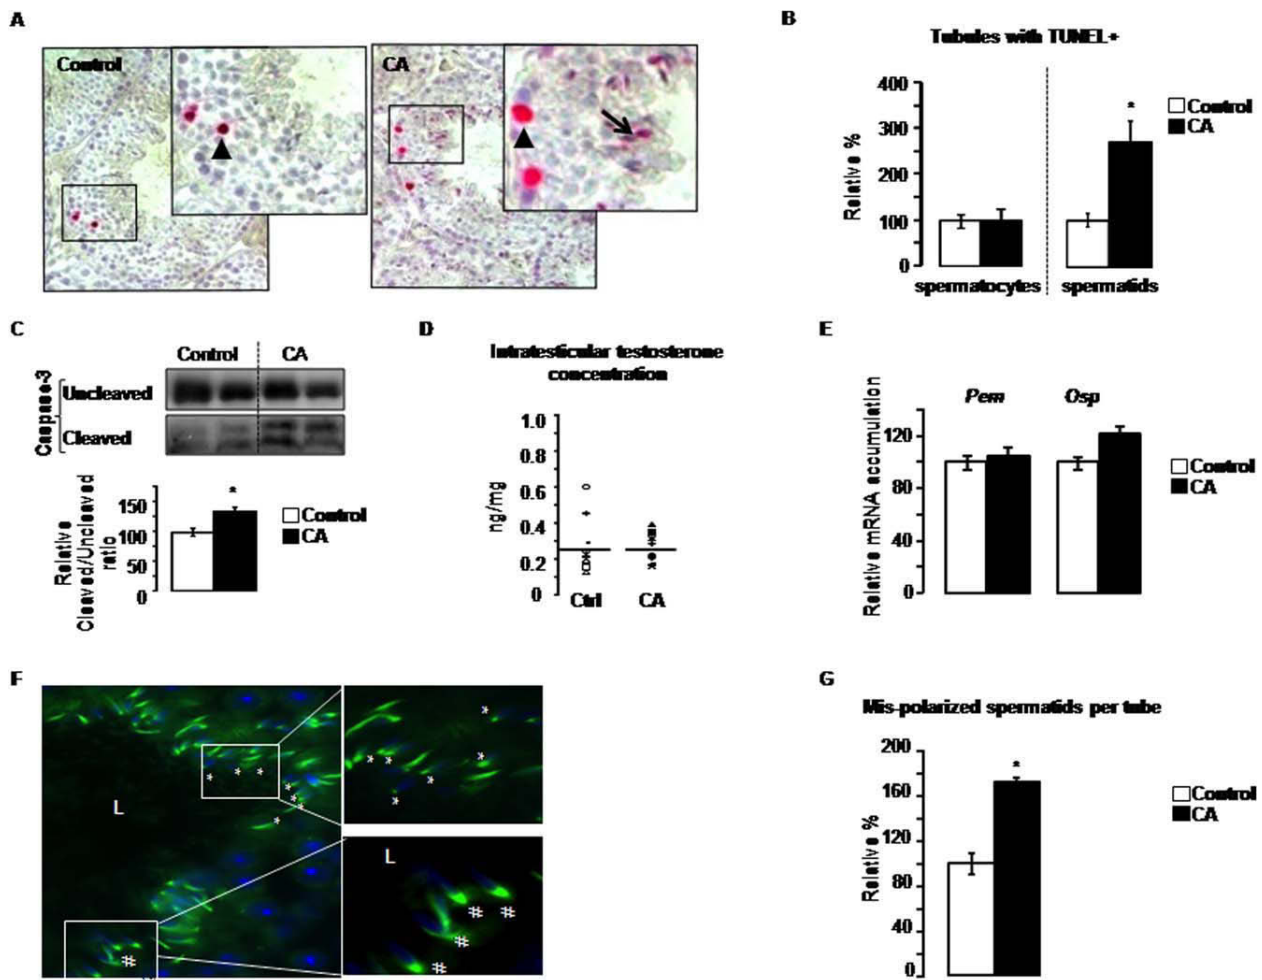 A
Control
CA
B
Tubules with TUNEL+
Relative %
400
300
200
100
0
*
spermatocytes
spermatids
Control
CA
C
Control
CA
Caspase-3
Uncleaved
Cleaved
Relative
Cleaved/Uncleaved
ratio
150
100
50
0
*
Control
CA
D
Intratesticular testosterone
concentration
ng/mg
1.0
0.8
0.6
0.4
0.2
0
Ctrl
CA
E
Relative mRNA accumulation
Pem
Osp
120
80
40
0
Control
CA
F
L
* * * * * * * *
#
* * * * * * *
L
# # # #
G
Mis-polarized spermatids per tube
Relative %
200
160
120
80
40
0
*
Control
CA